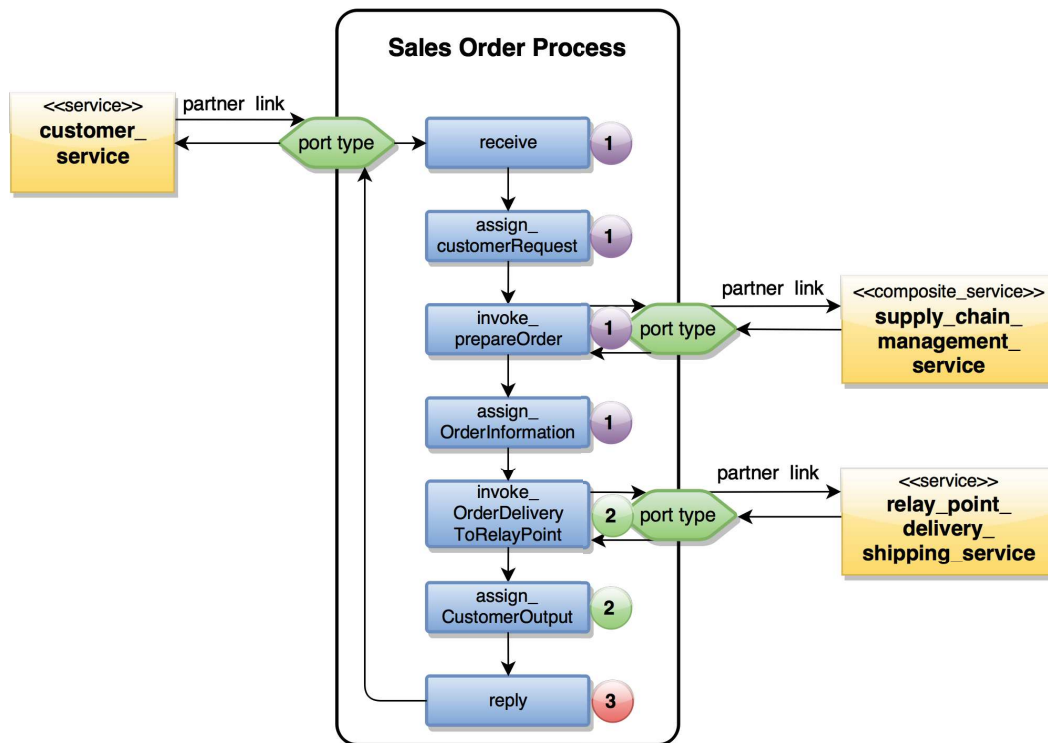 Sales Order Process
<<service>>
customer_
service
partner link
port type
receive
1
assign_
customerRequest
1
invoke_
prepareOrder
1
port type
partner link
<<composite_service>>
supply_chain_
management_
service
assign_
OrderInformation
1
invoke_
OrderDelivery
ToRelayPoint
2
port type
partner link
<<service>>
relay_point_
delivery_
shipping_service
assign_
CustomerOutput
2
reply
3